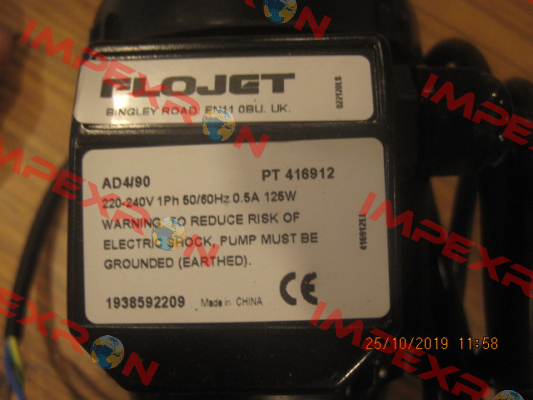 FLOJET
BINGLEY ROAD, EN11 0BU. UK.
AD4/90 PT 416912
220-240V 1Ph 50/60Hz 0.5A 125W
WARNING: TO REDUCE RISK OF
ELECTRIC SHOCK, PUMP MUST BE
GROUNDED (EARTHED).
1938592209 Made in CHINA CE
416912LL
25/10/2019 11:58
IMPEXRON
IMPEXRON
IMPEXRON
IMPEXRON